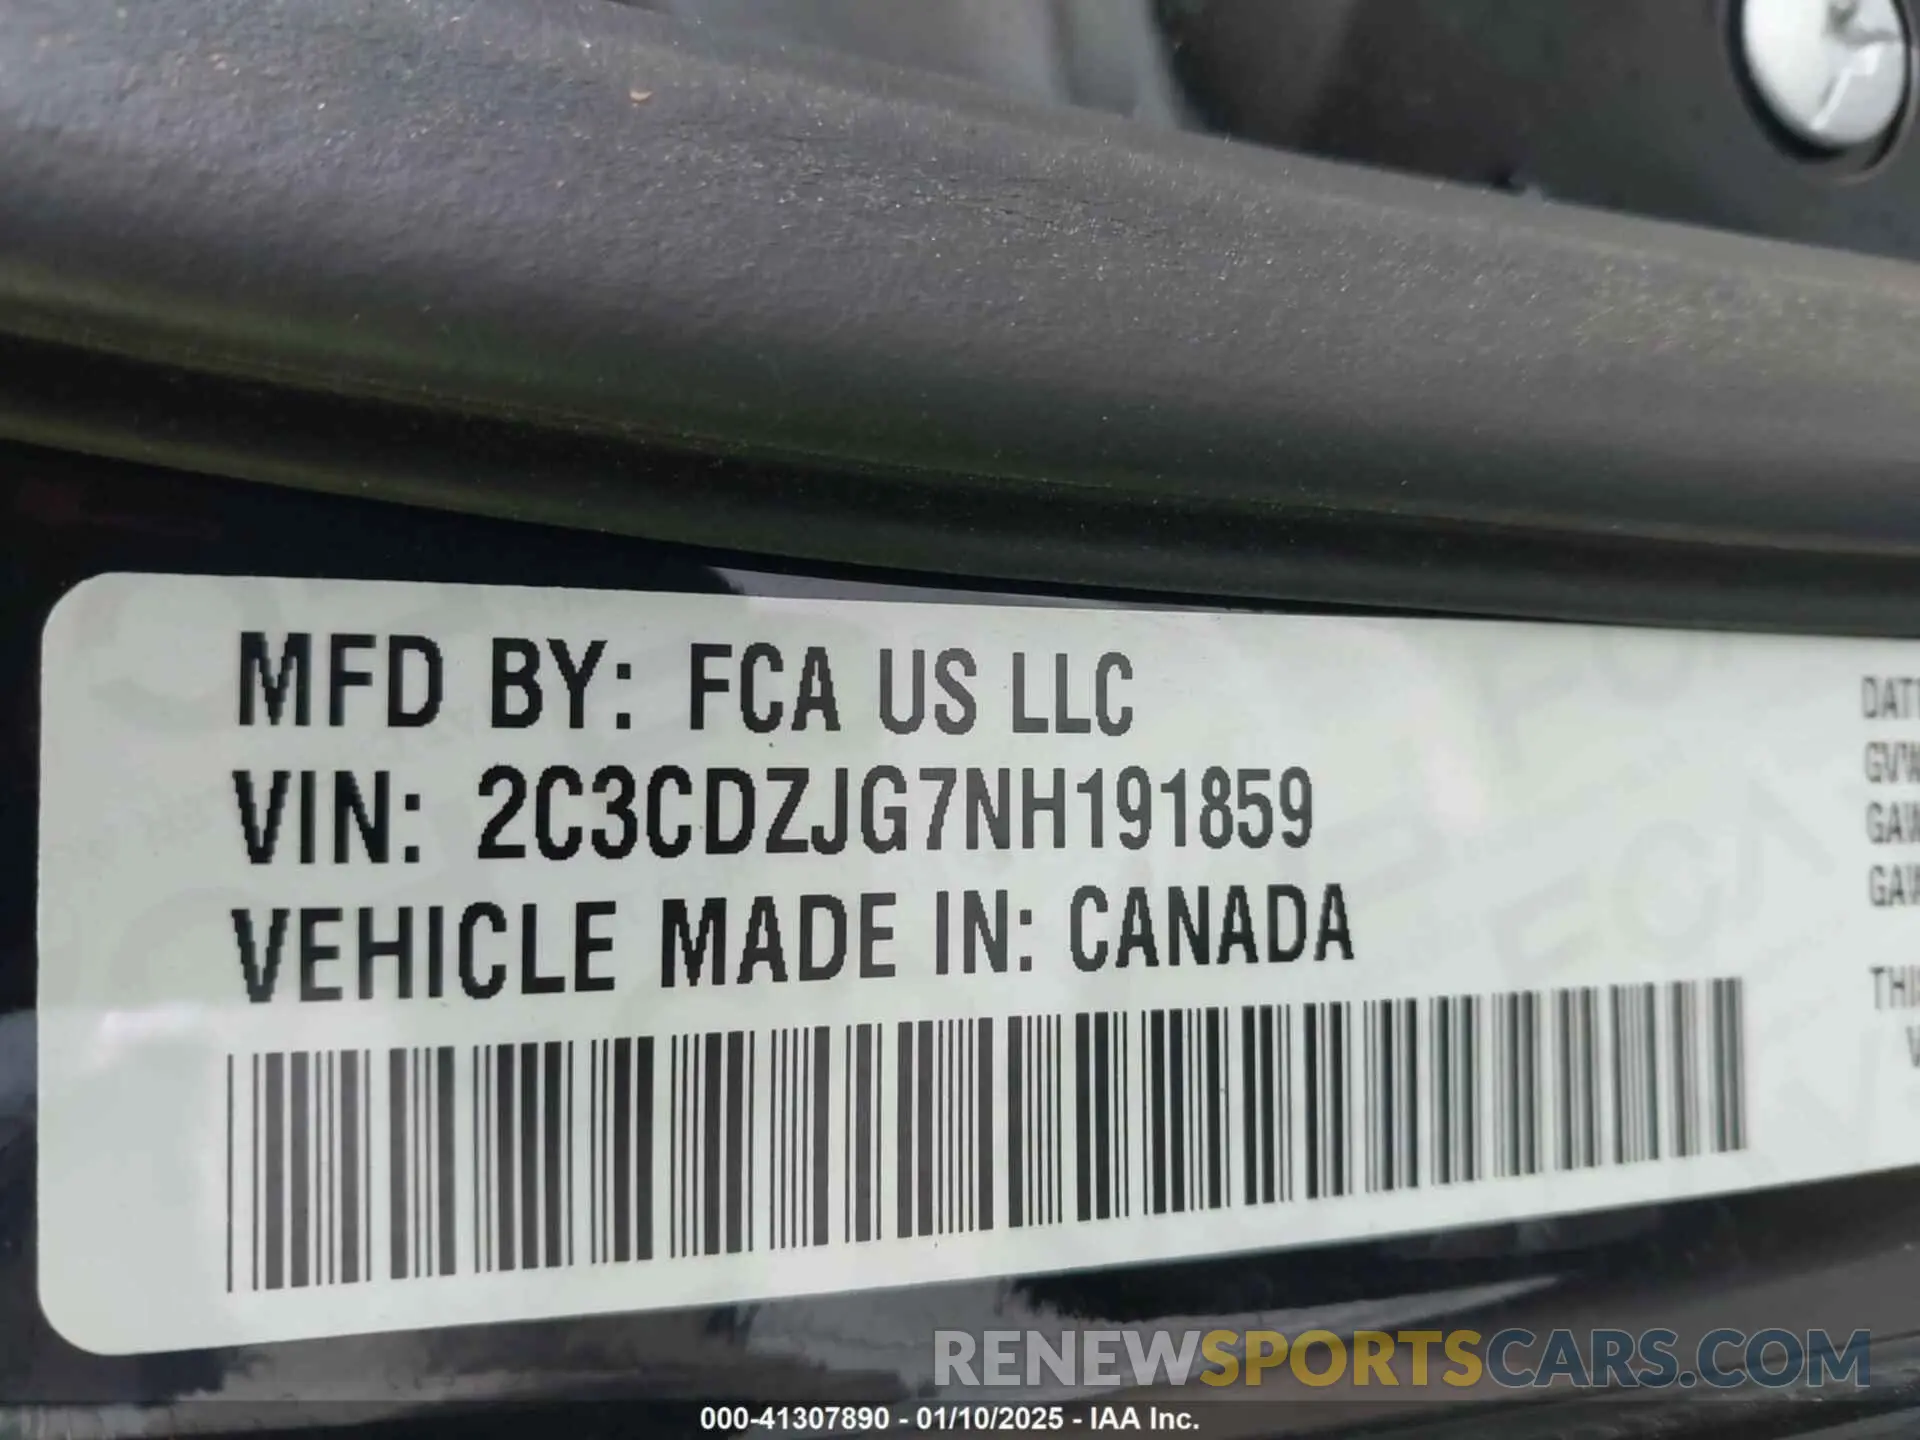 MFD BY: FCA US LLC
VIN: 2C3CDZJG7NH191859
VEHICLE MADE IN: CANADA
RENEWSPORTSCARS.COM
000-41307890 - 01/10/2025 - IAA Inc.